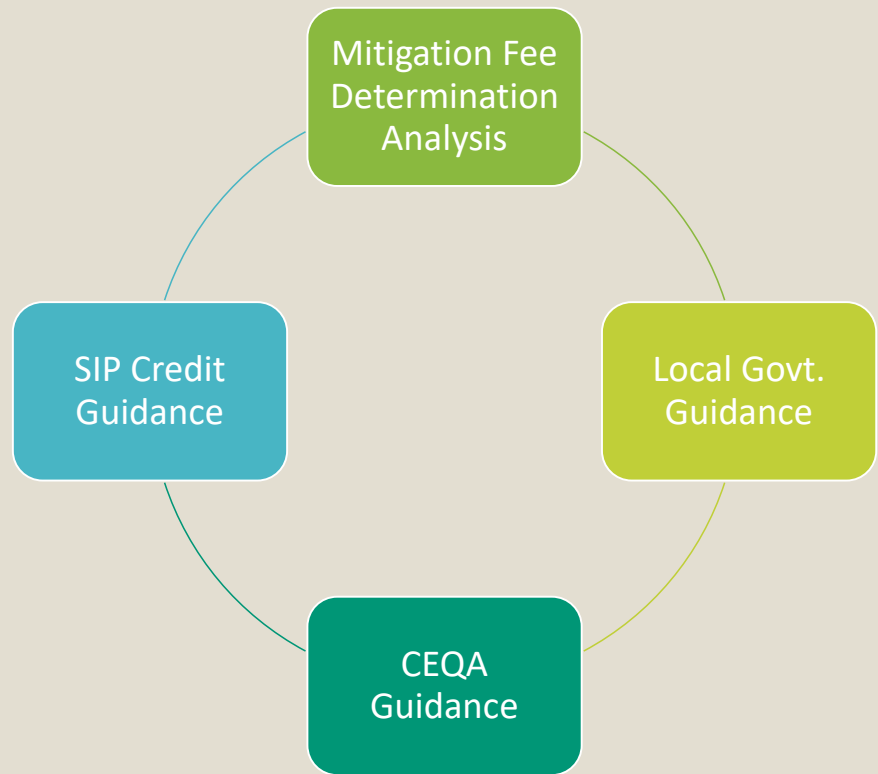 Mitigation Fee
Determination
Analysis
SIP Credit
Guidance
Local Govt.
Guidance
CEQA
Guidance